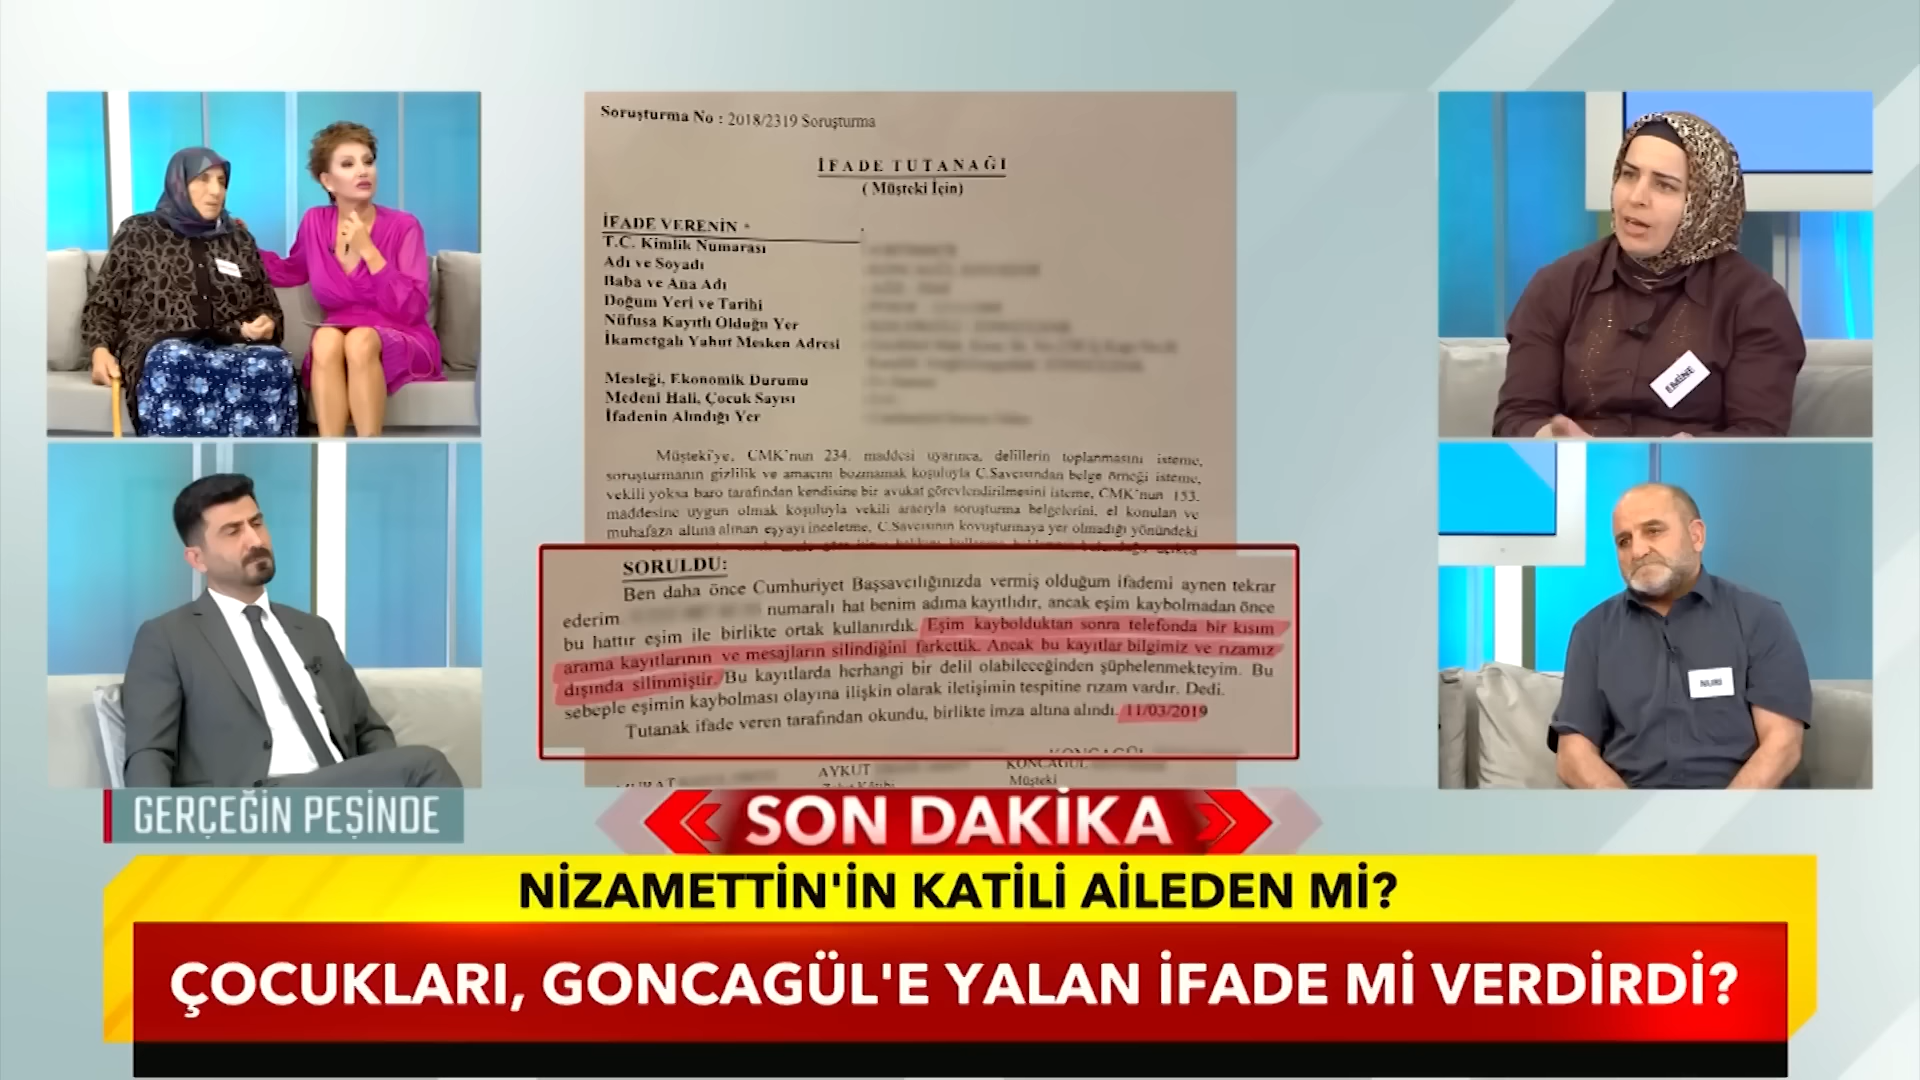 Soruşturma No : 2018/2319 Soruşturma
İFADE TUTANAĞI
( Müşteki İçin)
İFADE VERENİN
T.C. Kimlik Numarası
Adı ve Soyadı
Baba ve Ana Adı
Doğum Yeri ve Tarihi
Nüfusa Kayıtlı Olduğu Yer
İkametgalı Yahut Mesken Adresi
Mesleği, Ekonomik Durumu
Medeni Hali, Çocuk Sayısı
İfadenin Alındığı Yer
Müşteki'ye, CMK'nun 234. maddesi uyarınca, delillerin toplanmasını isteme,
soruşturmanın gizlilik ve amacını bozmamak koşuluyla C.Savcısından belge örneği isteme,
vekili yoksa baro tarafından kendisine bir avukat görevlendirilmesini isteme, CMK'nun 153.
maddesine uygun olmak koşuluyla vekili aracıyla soruşturma belgelerini, el konulan ve
muhafaza altına alınan eşyayı inceletme, C.Savcısının kovuşturmaya yer olmadığı yönündeki
SORULDU:
Ben daha önce Cumhuriyet Başsavcılığınızda vermiş olduğum ifademi aynen tekrar
ederim numaralı hat benim adıma kayıtlıdır, ancak eşim kaybolmadan önce
bu hattır eşim ile birlikte ortak kullanırdık. Eşim kaybolduktan sonra telefonda bir kısım
arama kayıtlarının ve mesajların silindiğini farkettik. Ancak bu kayıtlar bilgimiz ve rızamız
dışında silinmiştir. Bu kayıtlarda herhangi bir delil olabileceğinden şüphelenmekteyim. Bu
sebeple eşimin kaybolması olayına ilişkin olarak iletişimin tespitine rızam vardır. Dedi.
Tutanak ifade veren tarafından okundu, birlikte imza altına alındı. 11/03/2019
AYKUT
KONCAGÜL
Müşteki
EMİNE
NURİ
GERÇEĞİN PEŞİNDE
SON DAKİKA
NİZAMETTİN'İN KATİLİ AİLEDEN Mİ?
ÇOCUKLARI, GONCAGÜL'E YALAN İFADE Mİ VERDİRDİ?